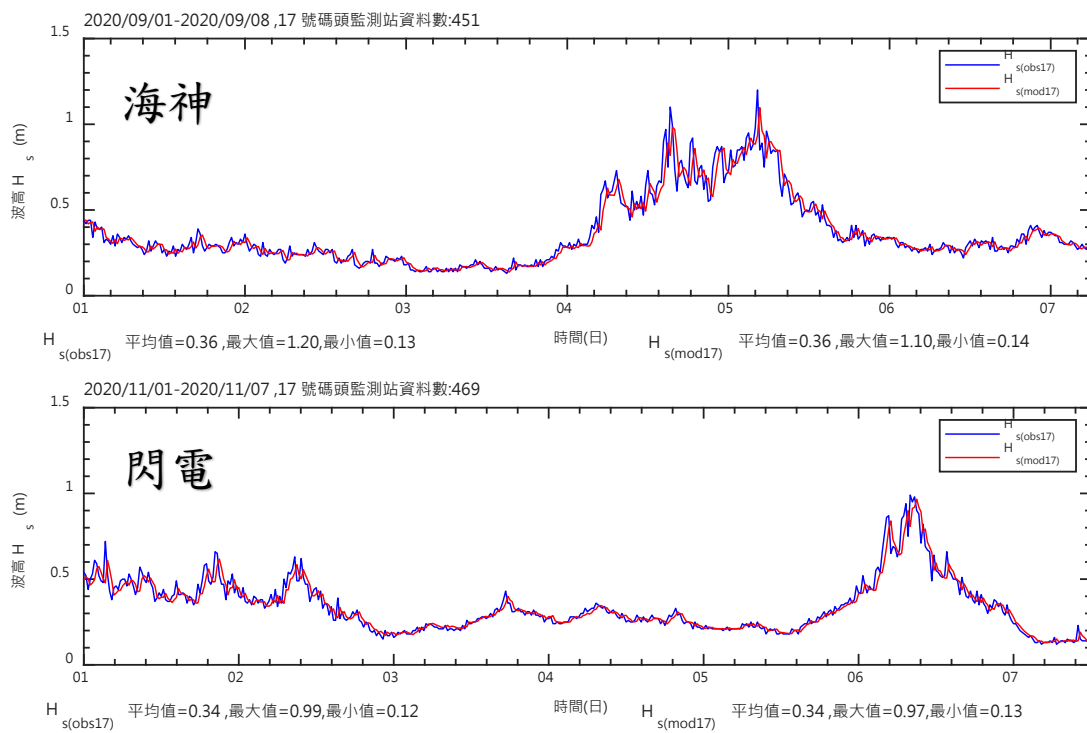 2020/09/01-2020/09/08 ,17 號碼頭監測站資料數:451
1.5
1
0.5
0
波高 H s (m)
海神
H s(obs17)
H s(mod17)
01 02 03 04 05 06 07
時間(日)
H s(obs17) 平均值=0.36 ,最大值=1.20,最小值=0.13
H s(mod17) 平均值=0.36 ,最大值=1.10,最小值=0.14
2020/11/01-2020/11/07 ,17 號碼頭監測站資料數:469
1.5
1
0.5
0
波高 H s (m)
閃電
H s(obs17)
H s(mod17)
01 02 03 04 05 06 07
時間(日)
H s(obs17) 平均值=0.34 ,最大值=0.99,最小值=0.12
H s(mod17) 平均值=0.34 ,最大值=0.97,最小值=0.13